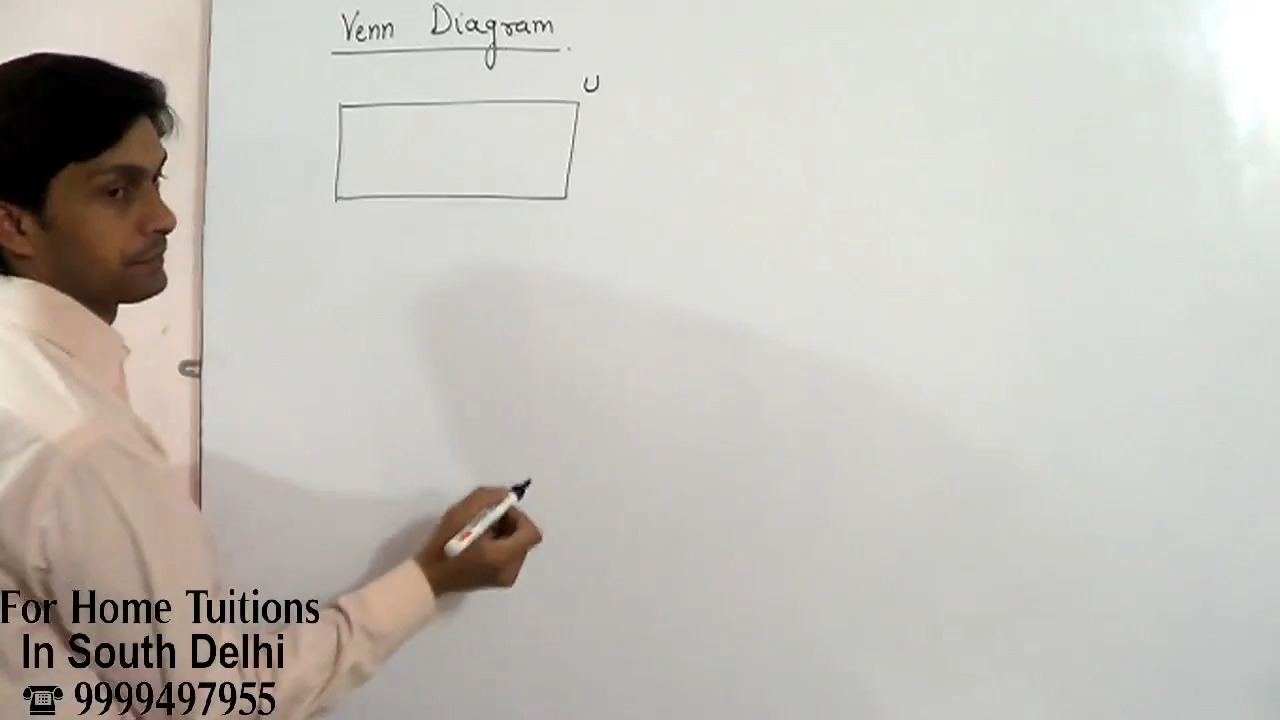 Venn Diagram.
U
For Home Tuitions
In South Delhi
☎ 9999497955